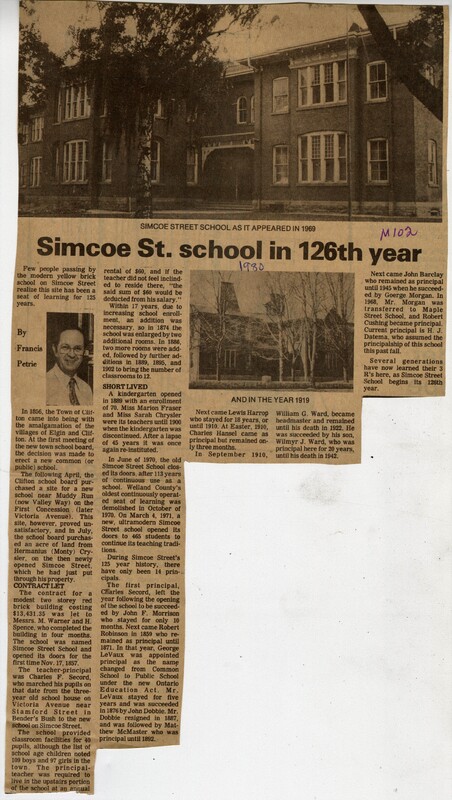 SIMCOE STREET SCHOOL AS IT APPEARED IN 1969
M102
Simcoe St. school in 126th year
1980
Few people passing by
the modern yellow brick
school on Simcoe Street
realize this site has been a
seat of learning for 125
years.
By
Francis
Petrie
In 1856, the Town of Clif-
ton came into being with
the amalgamation of the
villages of Elgin and Clif-
ton. At the first meeting of
the new town school board,
the decision was made to
erect a new common (or
public) school.
The following April, the
Clifton school board pur-
chased a site for a new
school near Muddy Run
(now Valley Way) on the
First Concession (later
Victoria Avenue). This
site, however, proved un-
satisfactory, and in July,
the school board purchased
an acre of land from
Hermanius (Monty) Cry-
sler, on the then newly
opened Simcoe Street,
which he had just put
through his property.
CONTRACT LET
The contract for a
modest two storey red
brick building costing
$13,431.35 was let to
Messrs. M. Warner and H.
Spence, who completed the
building in four months.
The school was named
Simcoe Street School and
opened its doors for the
first time Nov. 17, 1857.
The teacher-principal
was Charles F. Secord,
who marched his pupils on
that date from the three-
year old school house on
Victoria Avenue near
Stamford Street in
Bender's Bush to the new
school on Simcoe Street.
The school provided
classroom facilities for 40
pupils, although the list of
school age children noted
109 boys and 97 girls in the
town. The principal-
teacher was required to
live in the upstairs portion
of the school at an annual
rental of $60, and if the
teacher did not feel inclined
to reside there, "the
said sum of $60 would be
deducted from his salary."
Within 17 years, due to
increasing school enroll-
ment, an addition was
necessary, so in 1874 the
school was enlarged by two
additional rooms. In 1886,
two more rooms were add-
ed, followed by further ad-
ditions in 1889, 1895, and
1902 to bring the number of
classrooms to 12.
SHORT LIVED
A kindergarten opened
in 1889 with an enrollment
of 70. Miss Marion Fraser
and Miss Sarah Chrysler
were its teachers until 1900
when the kindergarten was
discontinued. After a lapse
of 45 years it was once
again re-instituted.
In June of 1970, the old
Simcoe Street School clos-
ed its doors, after 113 years
of continuous use as a
school. Welland County's
oldest continuously operat-
ed seat of learning was
demolished in October of
1970. On March 4, 1971, a
new, ultramodern Simcoe
Street school opened its
doors to 465 students to
continue its teaching tradi-
tions.
During Simcoe Street's
125 year history, there
have only been 14 prin-
cipals.
The first principal,
Charles Secord, left the
year following the opening
of the school to be succeed-
ed by John F. Morrison
who stayed for only 10
months. Next came Robert
Robinson in 1859 who re-
mained as principal until
1871. In that year, George
LeVaux was appointed
principal as the name
changed from Common
School to Public School
under the new Ontario
Education Act. Mr.
LeVaux stayed for five
years and was succeeded
in 1876 by John Dobbie. Mr.
Dobbie resigned in 1887,
and was followed by Mat-
thew McMaster who was
principal until 1892.
AND IN THE YEAR 1919
Next came Lewis Harrop
who stayed for 18 years, or
until 1910. At Easter, 1910,
Charles Hansel came as
principal but remained on-
ly three months.
In September 1910,
William G. Ward, became
headmaster and remained
until his death in 1922. He
was succeeded by his son,
Wilmyr J. Ward, who was
principal here for 20 years,
until his death in 1942.
Next came John Barclay
who remained as principal
until 1945 when he succeed-
ed by Goerge Morgan. In
1968, Mr. Morgan was
transferred to Maple
Street School, and Robert
Cushing became principal.
Current principal is H. J.
Datema, who assumed the
principalship of this school
this past fall.
Several generations
have now learned their 3
R's here, as Simcoe Street
School begins its 126th
year.